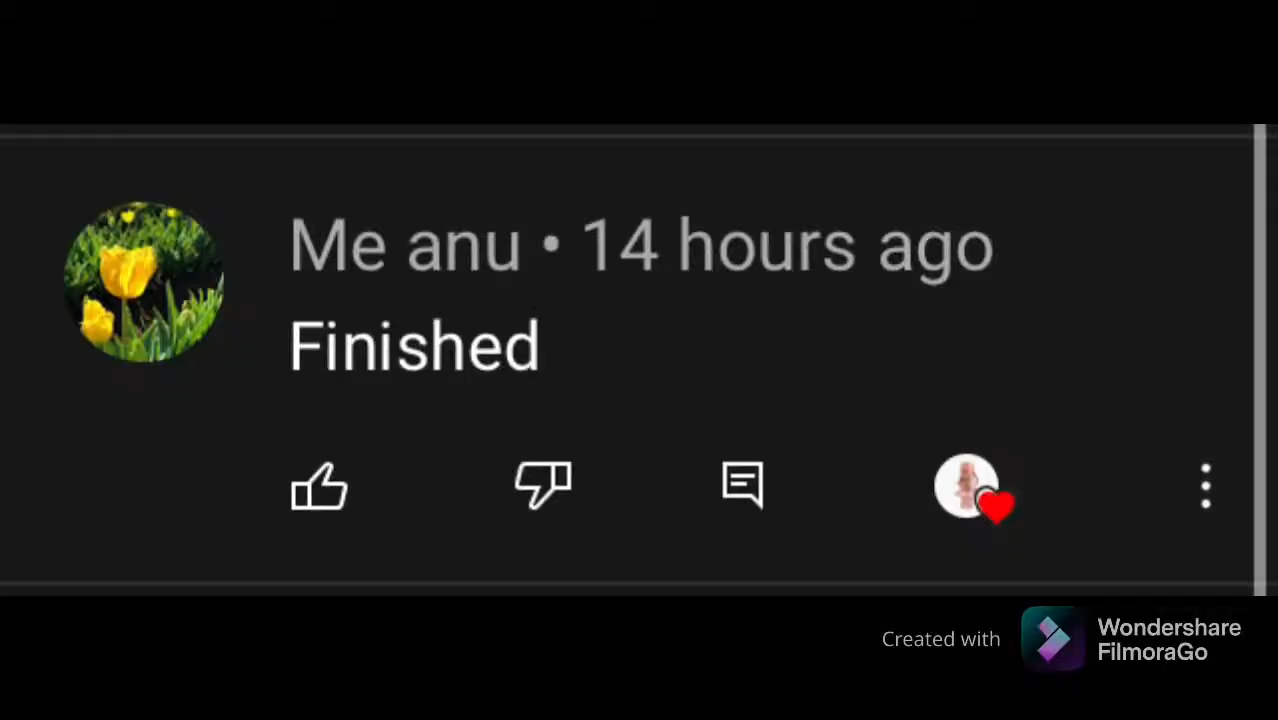 Me anu • 14 hours ago
Finished
Created with
Wondershare
FilmoraGo